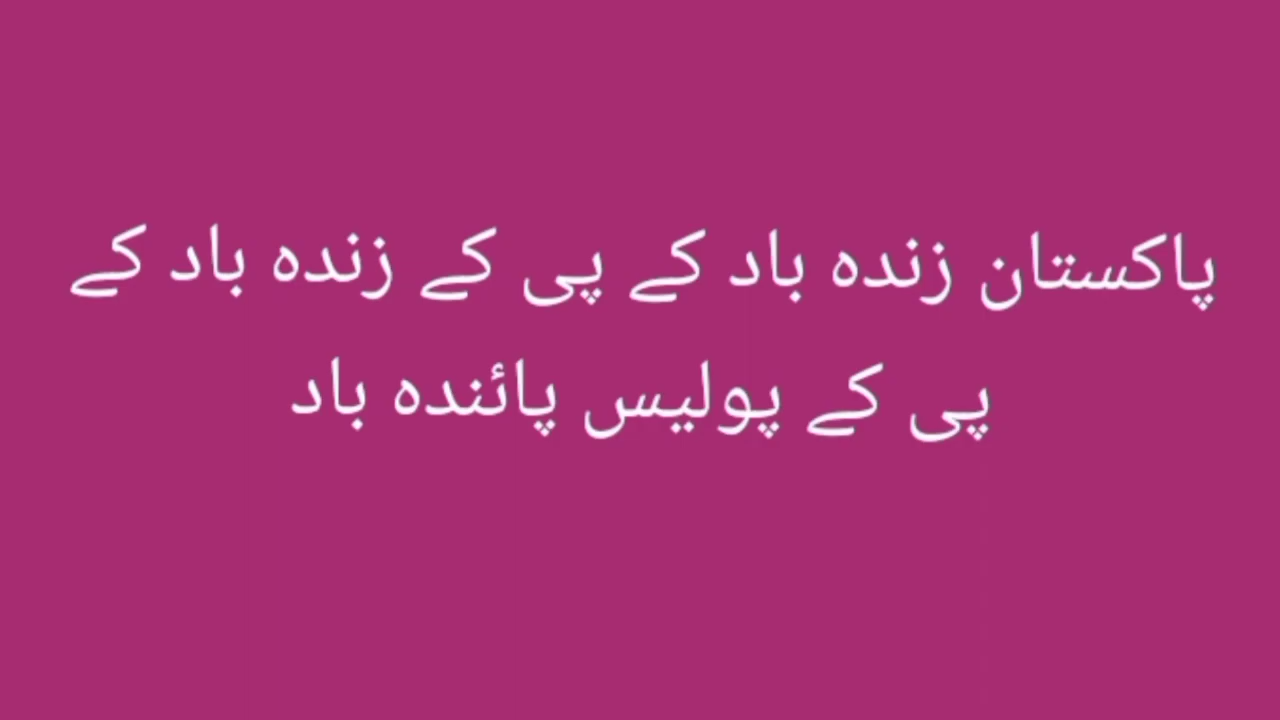 پاکستان زندہ باد کے پی کے زندہ باد کے
پی کے پولیس پائندہ باد